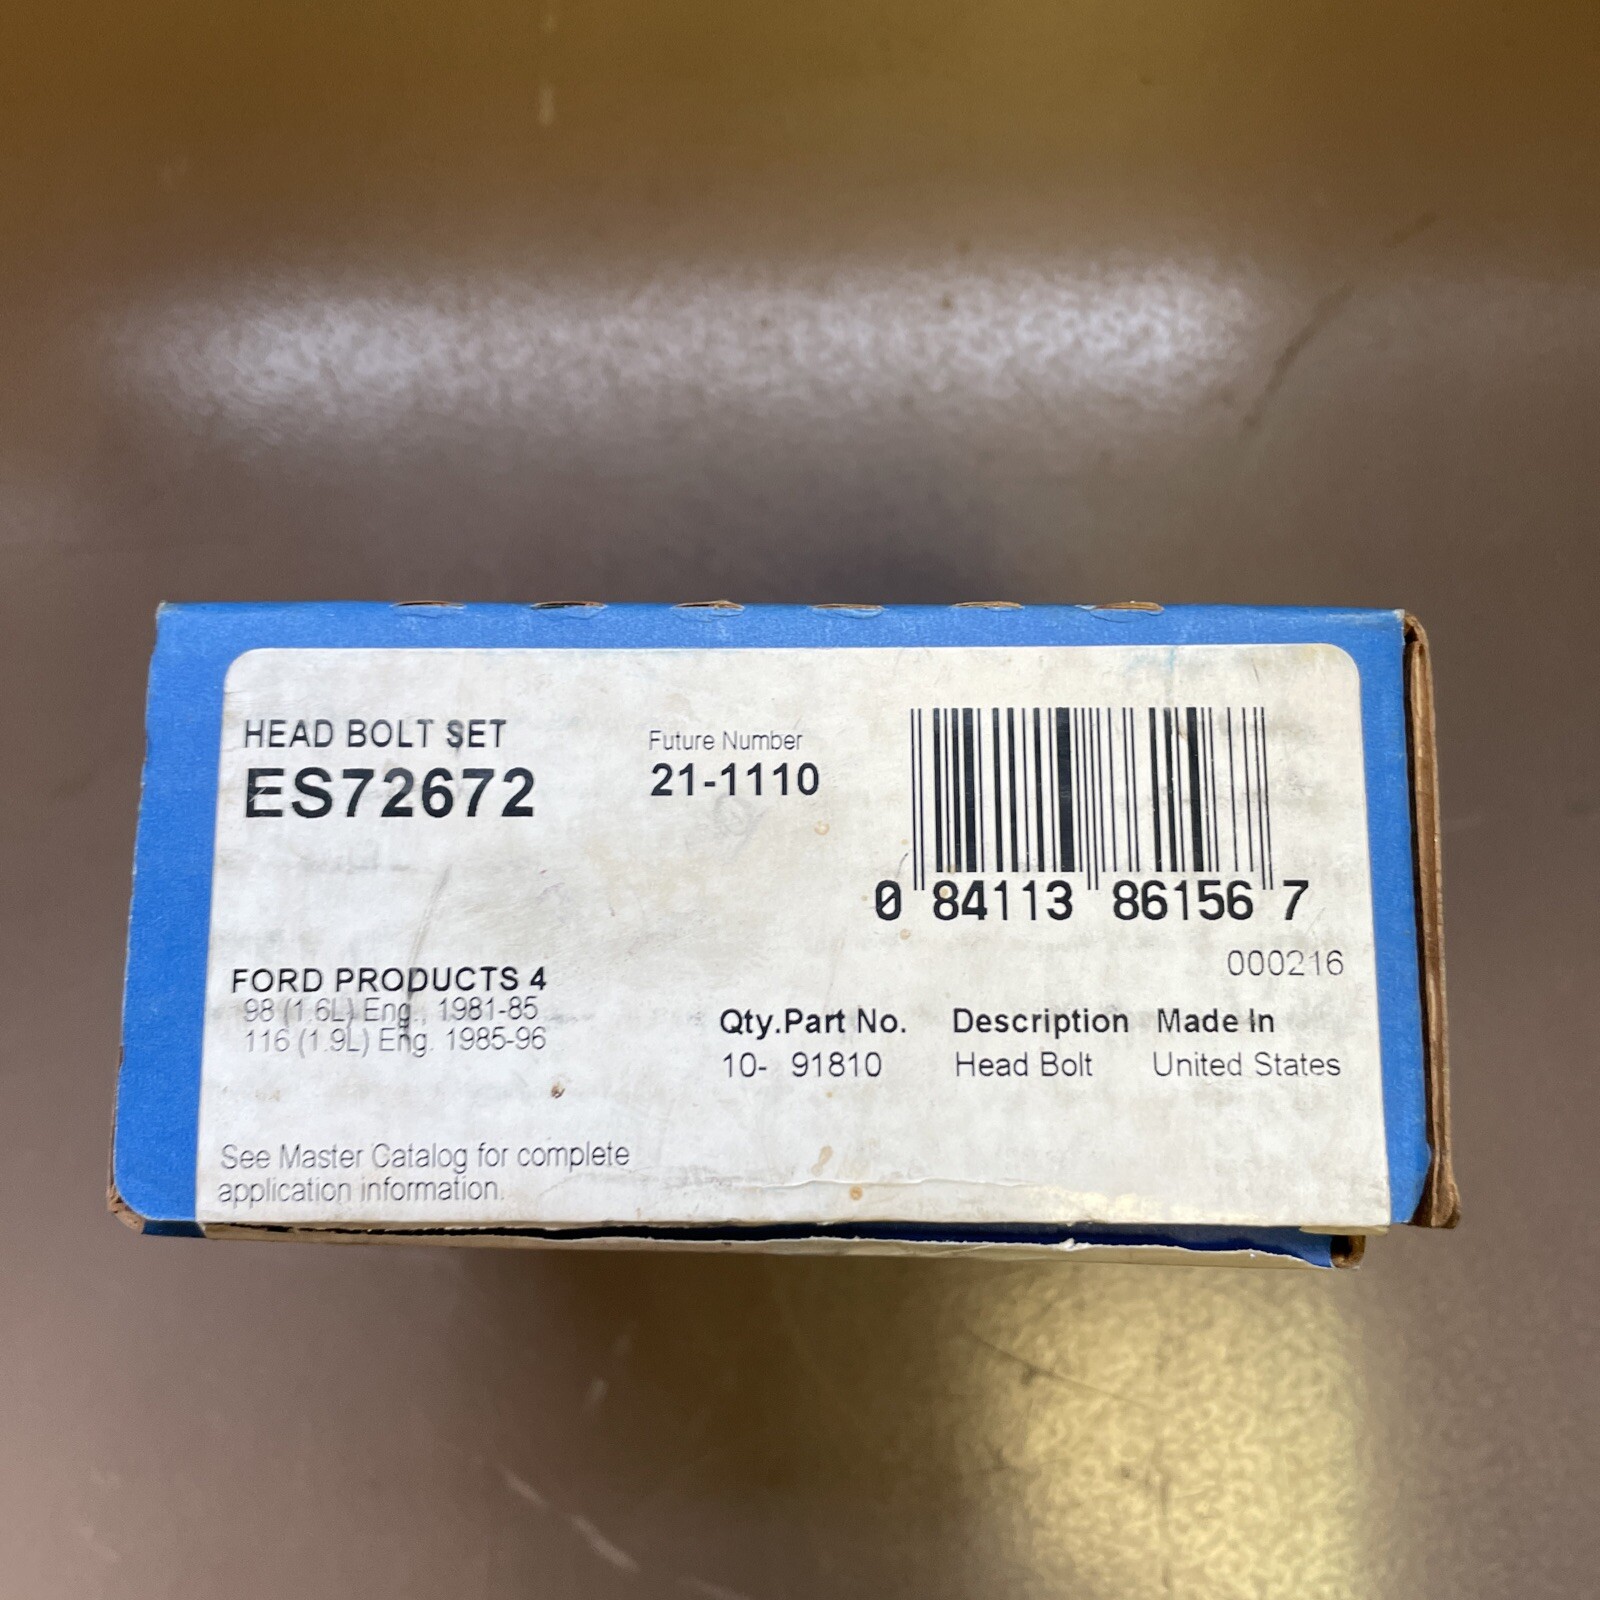 HEAD BOLT SET
ES72672
Future Number
21-1110
0 84113 86156 7
000216
FORD PRODUCTS 4
98 (1.6L) Eng., 1981-85
116 (1.9L) Eng. 1985-96
Qty. Part No. Description Made In
10- 91810 Head Bolt United States
See Master Catalog for complete
application information.